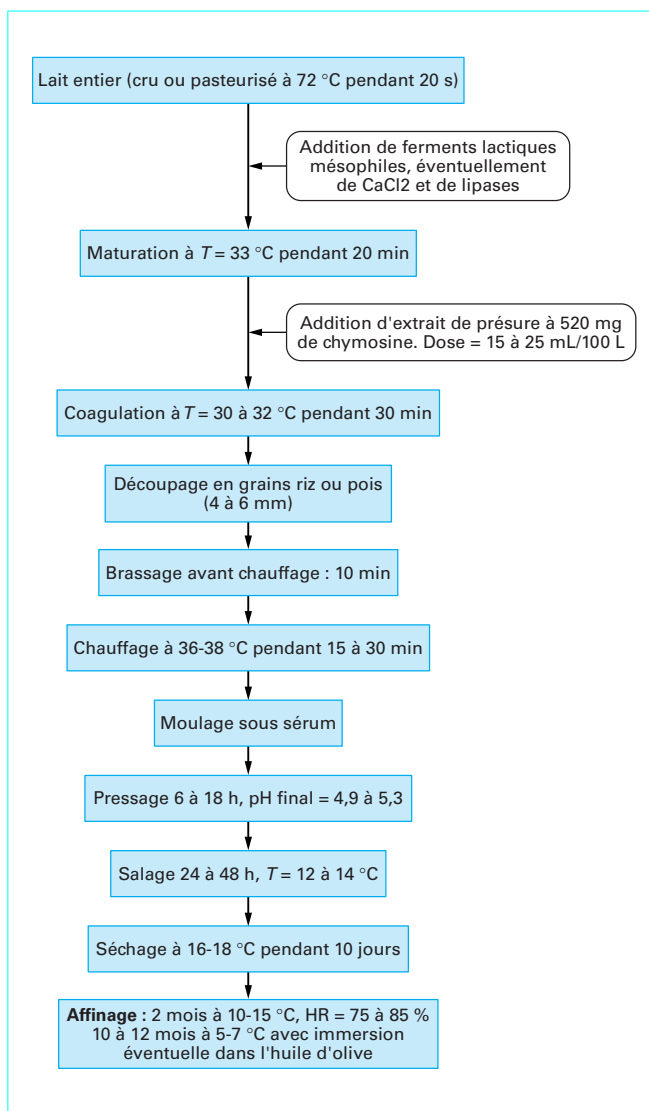 Lait entier (cru ou pasteurisé à 72 °C pendant 20 s)
Addition de ferments lactiques
mésophiles, éventuellement
de CaCl2 et de lipases
Maturation à T = 33 °C pendant 20 min
Addition d'extrait de présure à 520 mg
de chymosine. Dose = 15 à 25 mL/100 L
Coagulation à T = 30 à 32 °C pendant 30 min
Découpage en grains riz ou pois
(4 à 6 mm)
Brassage avant chauffage : 10 min
Chauffage à 36-38 °C pendant 15 à 30 min
Moulage sous sérum
Pressage 6 à 18 h, pH final = 4,9 à 5,3
Salage 24 à 48 h, T = 12 à 14 °C
Séchage à 16-18 °C pendant 10 jours
Affinage : 2 mois à 10-15 °C, HR = 75 à 85 %
10 à 12 mois à 5-7 °C avec immersion
éventuelle dans l'huile d'olive